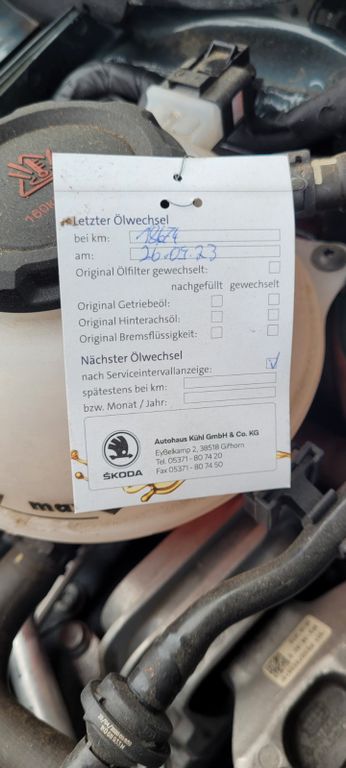 Letzter Ölwechsel
bei km: 18674
am: 26.09.23
Original Ölfilter gewechselt:
nachgefüllt gewechselt
Original Getriebeöl:
Original Hinterachsöl:
Original Bremsflüssigkeit:
Nächster Ölwechsel
nach Serviceintervallanzeige:
spätestens bei km:
bzw. Monat / Jahr:
Autohaus Kühl GmbH & Co. KG
Eyßelkamp 2, 38518 Gifhorn
Tel. 05371 - 80 74 20
Fax 05371 - 80 74 50
ŠKODA